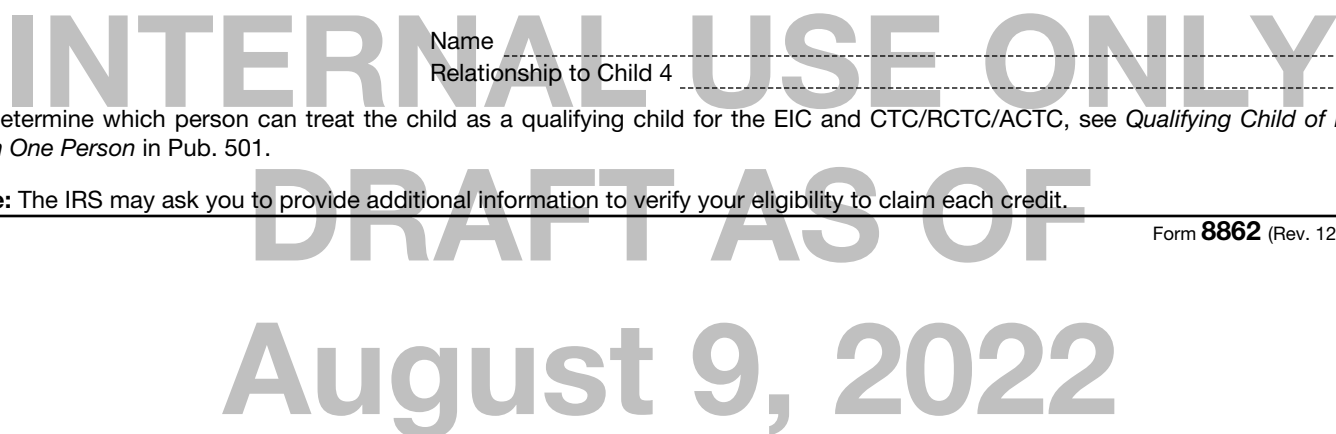 INTERNAL USE ONLY
Name
Relationship to Child 4
etermine which person can treat the child as a qualifying child for the EIC and CTC/RCTC/ACTC, see Qualifying Child of
One Person in Pub. 501.
DRAFT AS OF
: The IRS may ask you to provide additional information to verify your eligibility to claim each credit.
Form 8862 (Rev. 12
August 9, 2022